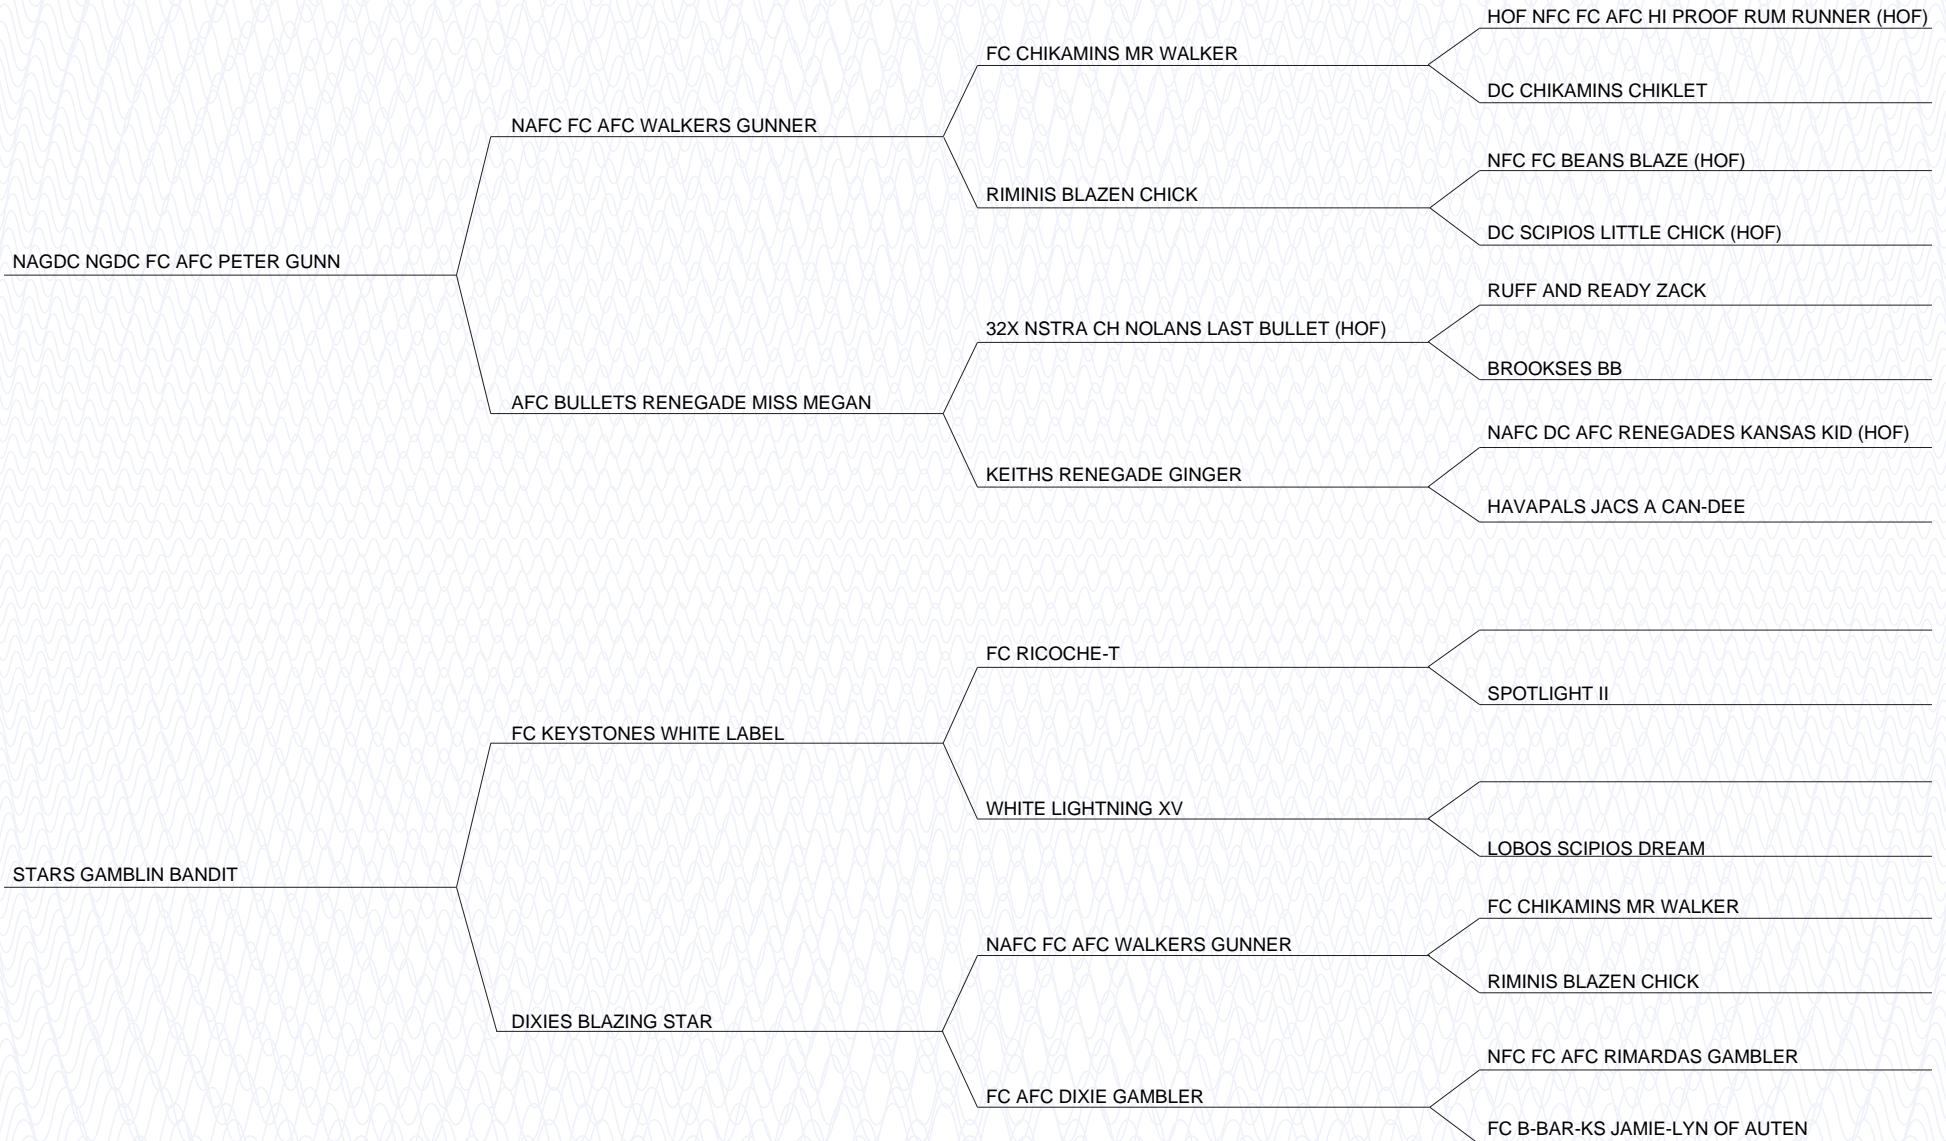 HOF NFC FC AFC HI PROOF RUM RUNNER (HOF)
FC CHIKAMINS MR WALKER
DC CHIKAMINS CHIKLET
NAFC FC AFC WALKERS GUNNER
NFC FC BEANS BLAZE (HOF)
RIMINIS BLAZEN CHICK
DC SCIPIOS LITTLE CHICK (HOF)
NAGDC NGDC FC AFC PETER GUNN
RUFF AND READY ZACK
32X NSTRA CH NOLANS LAST BULLET (HOF)
BROOKSES BB
AFC BULLETS RENEGADE MISS MEGAN
NAFC DC AFC RENEGADES KANSAS KID (HOF)
KEITHS RENEGADE GINGER
HAVAPALS JACS A CAN-DEE
FC RICOCHE-T
SPOTLIGHT II
FC KEYSTONES WHITE LABEL
WHITE LIGHTNING XV
LOBOS SCIPIOS DREAM
STARS GAMBLIN BANDIT
FC CHIKAMINS MR WALKER
NAFC FC AFC WALKERS GUNNER
RIMINIS BLAZEN CHICK
DIXIES BLAZING STAR
NFC FC AFC RIMARDAS GAMBLER
FC AFC DIXIE GAMBLER
FC B-BAR-KS JAMIE-LYN OF AUTEN